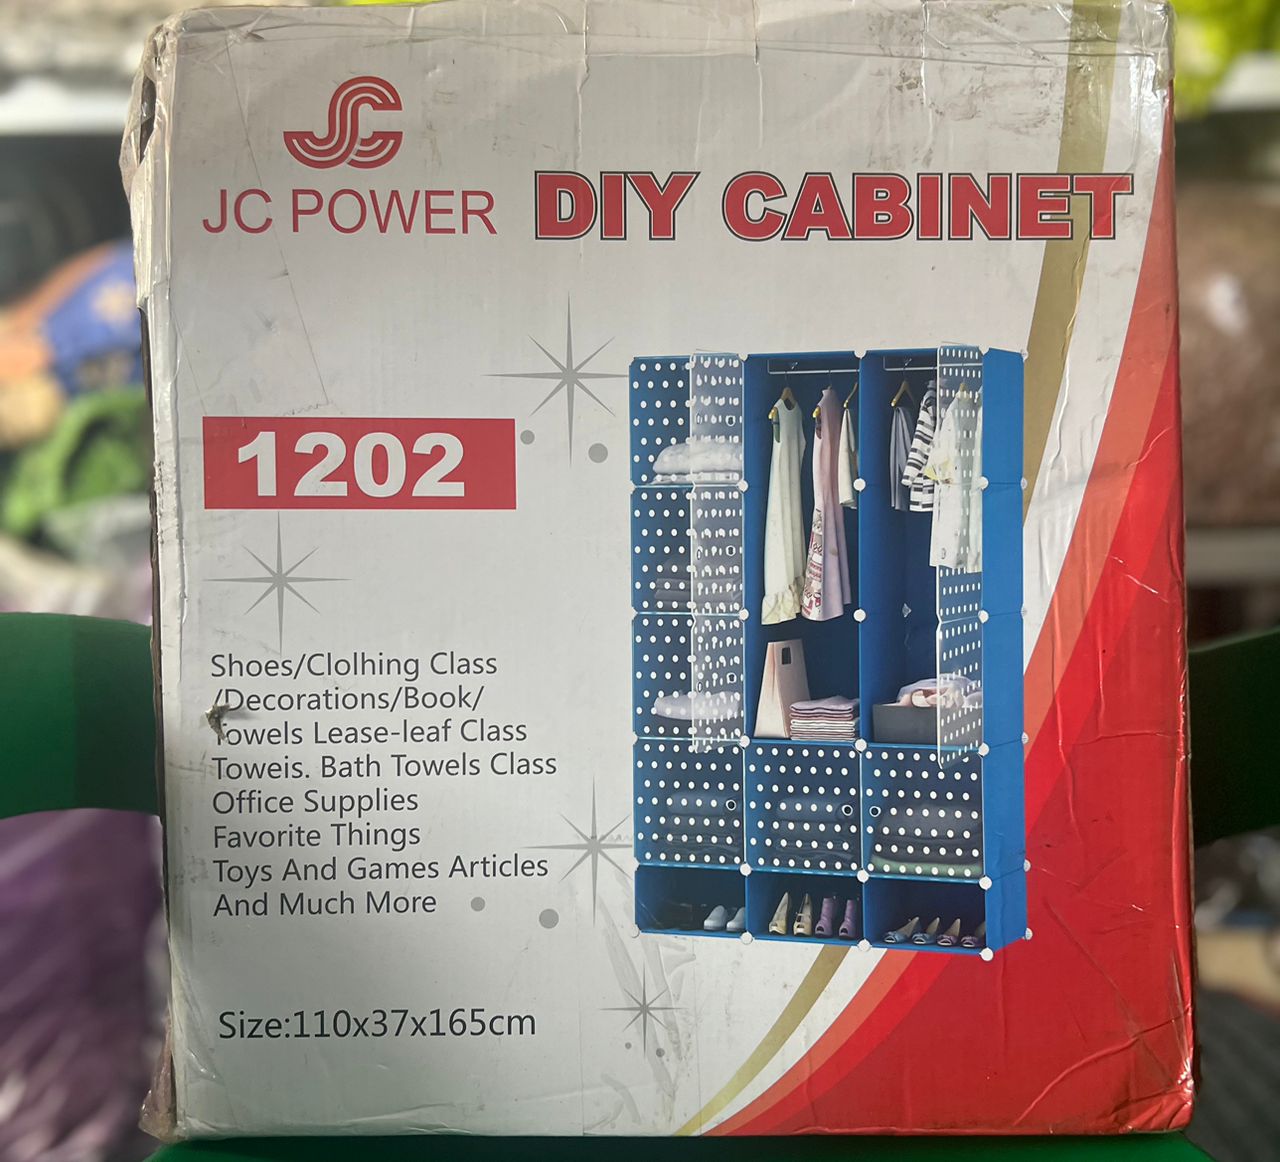 JC POWER
DIY CABINET
1202
Shoes/Clolhing Class
/Decorations/Book/
Towels Lease-leaf Class
Toweis. Bath Towels Class
Office Supplies
Favorite Things
Toys And Games Articles
And Much More
Size:110x37x165cm